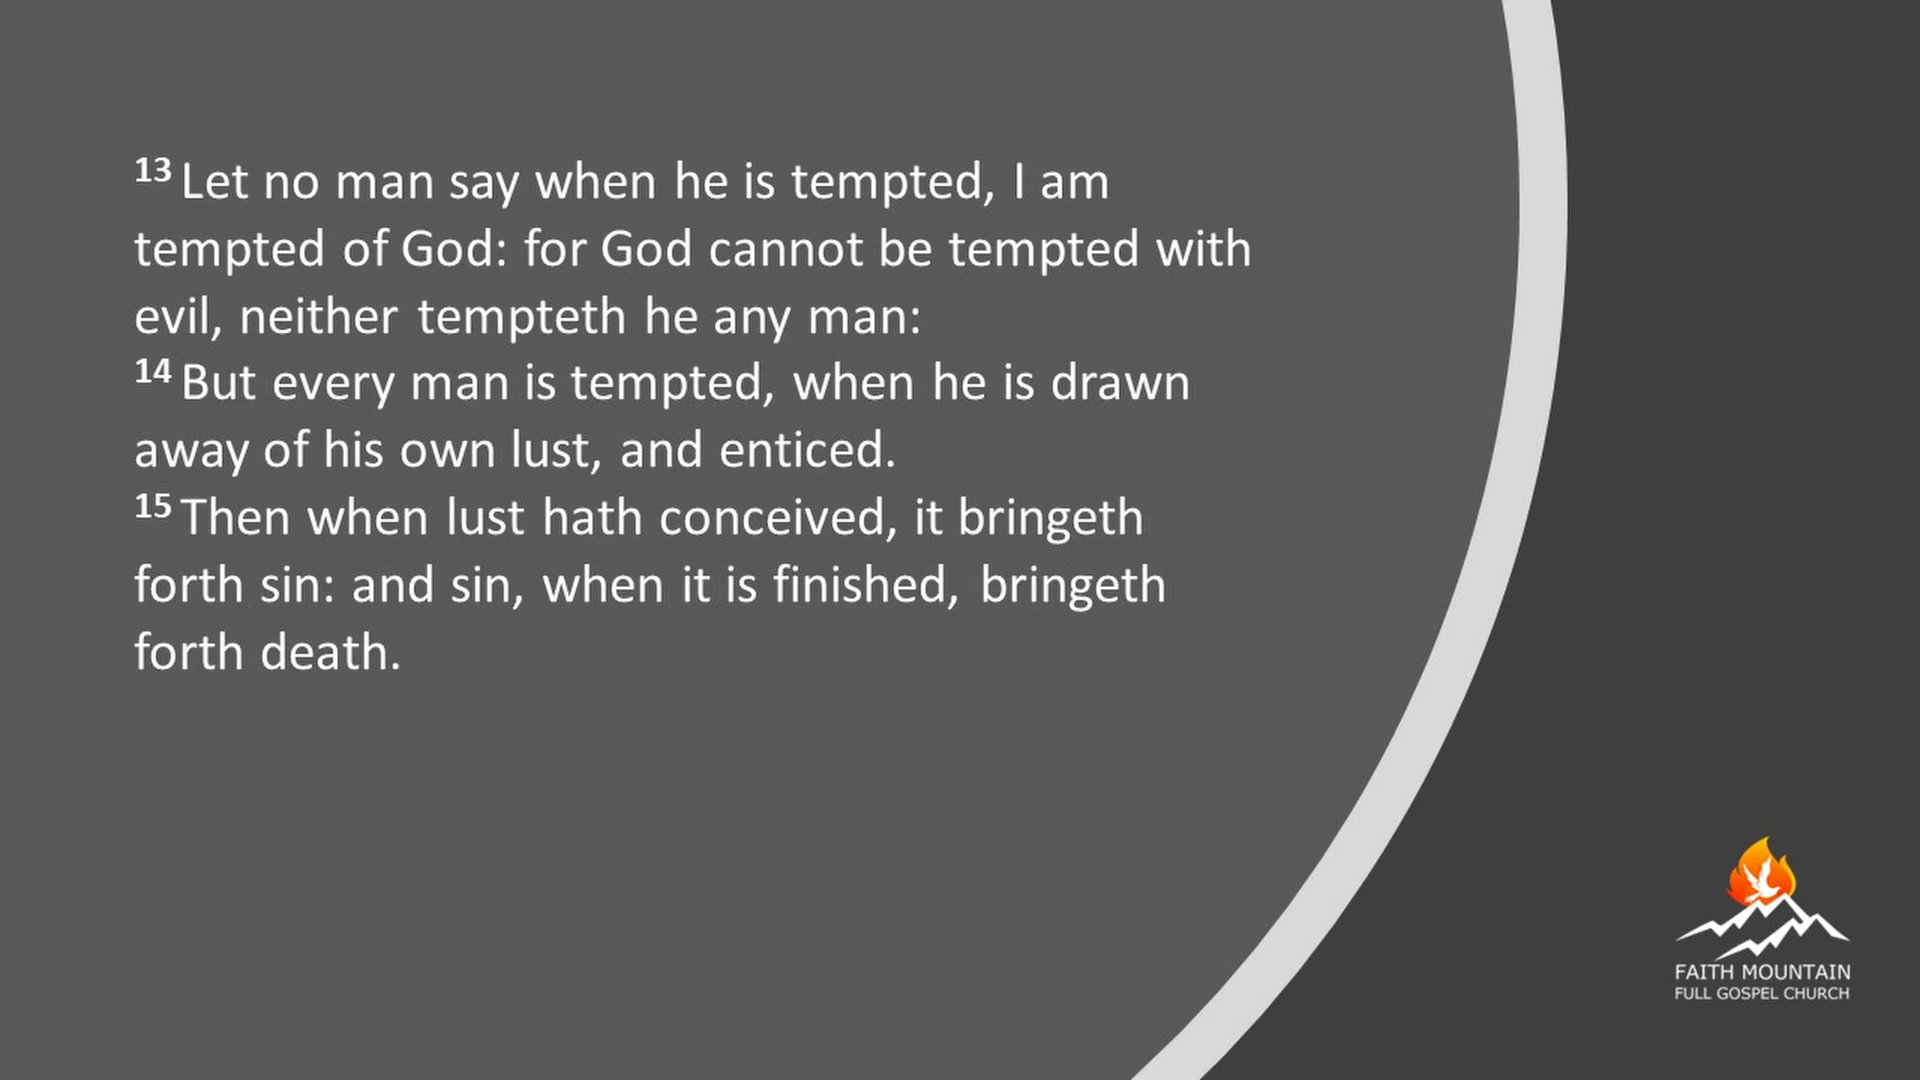 13 Let no man say when he is tempted, I am
tempted of God: for God cannot be tempted with
evil, neither tempteth he any man:
14 But every man is tempted, when he is drawn
away of his own lust, and enticed.
15 Then when lust hath conceived, it bringeth
forth sin: and sin, when it is finished, bringeth
forth death.
FAITH MOUNTAIN
FULL GOSPEL CHURCH